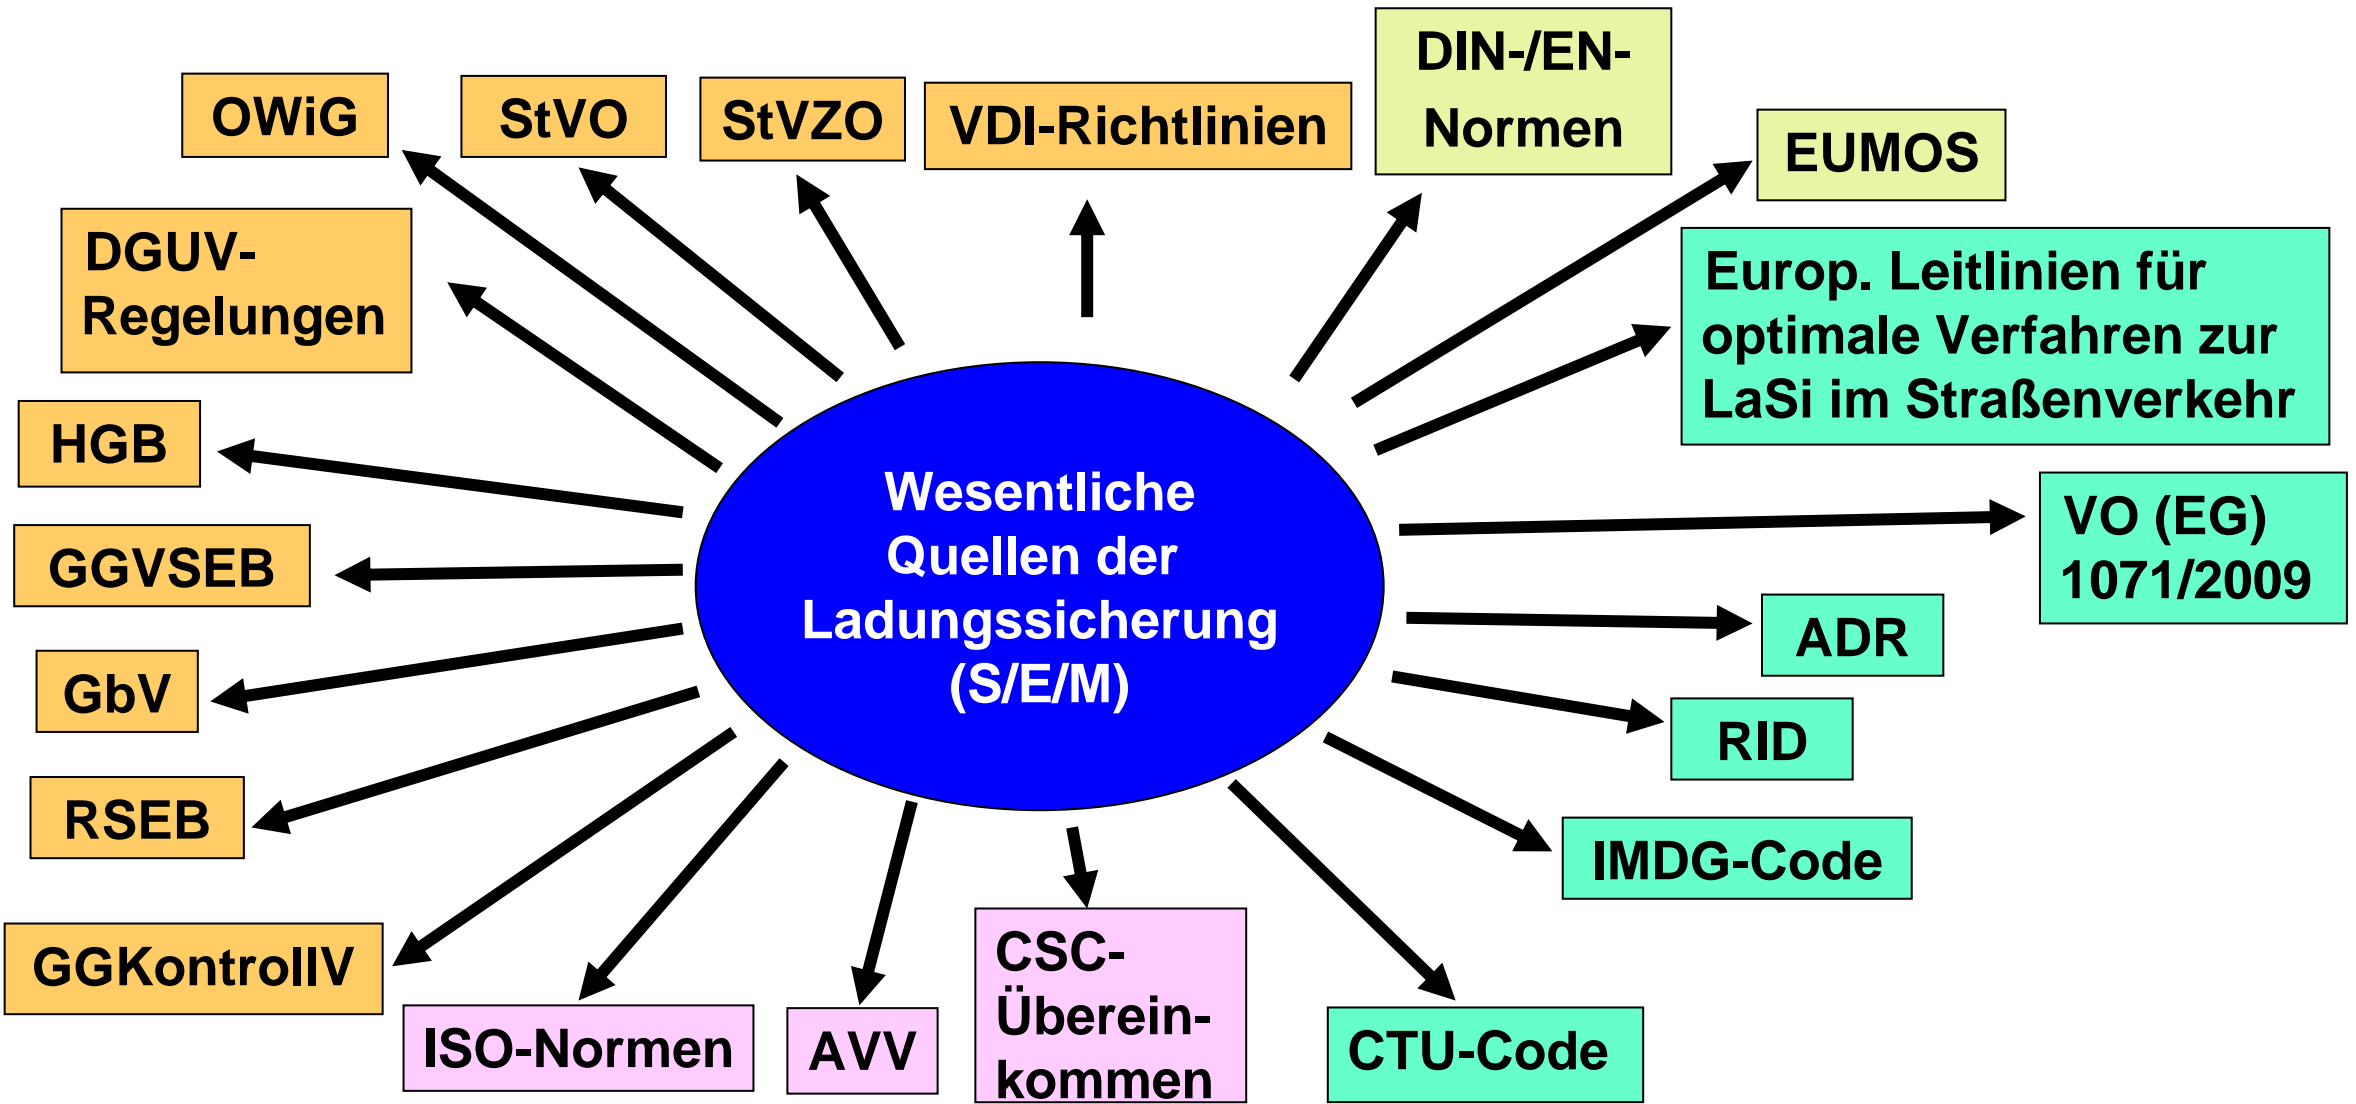 DIN-/EN-
Normen
OWiG
StVO
StVZO
VDI-Richtlinien
EUMOS
DGUV-
Regelungen
Europ. Leitlinien für
optimale Verfahren zur
LaSi im Straßenverkehr
HGB
Wesentliche
Quellen der
Ladungssicherung
(S/E/M)
VO (EG)
1071/2009
GGVSEB
ADR
GbV
RID
RSEB
IMDG-Code
GGKontrollV
ISO-Normen
AVV
CSC-
Überein-
kommen
CTU-Code